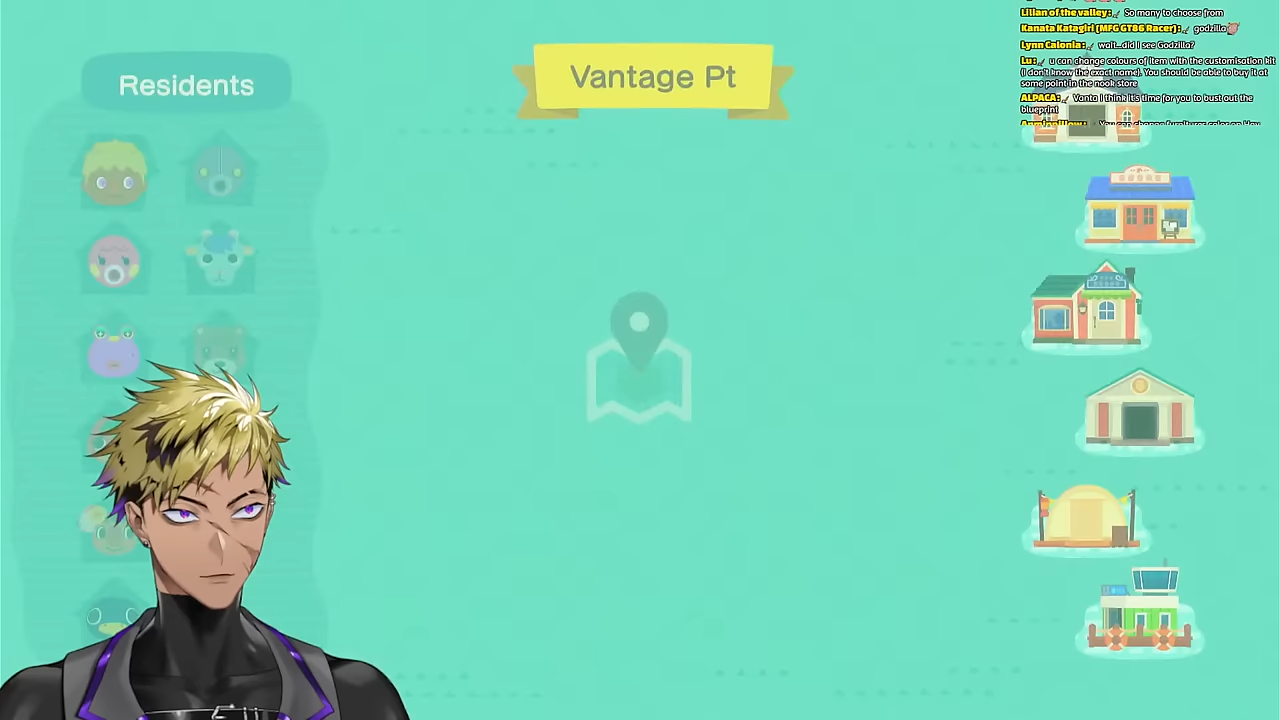 Residents
Vantage Pt
Lilian of the valley: So many to choose from
Kanata Katagiri [MFG GT86 Racer]: godzilla
Lynn Calonia: wait...did I see Godzilla?
Lu: u can change colours of item with the customisation kit
(I don't know the exact name). You should be able to buy it at
some point in the nook store
ALPACA: Vanta I think it's time for you to bust out the
blueprint